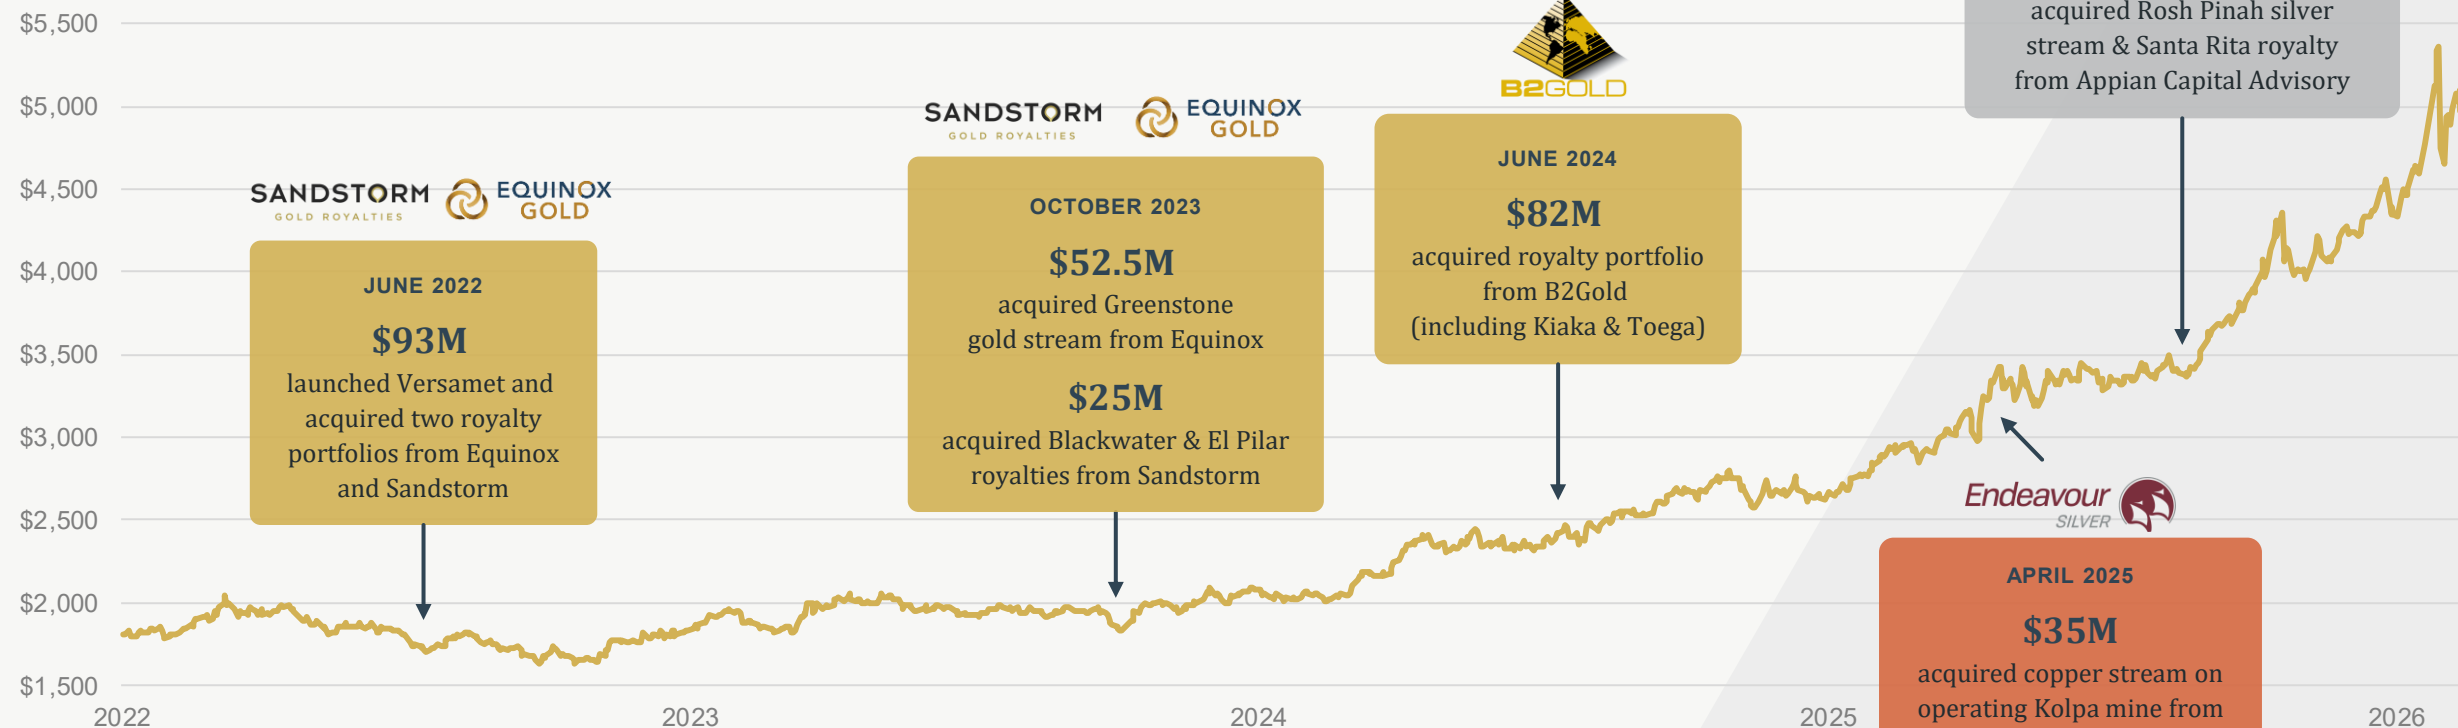 $5,500
$5,000
$4,500
$4,000
$3,500
$3,000
$2,500
$2,000
$1,500
2022
2023
2024
2025
2026
SANDSTORM
GOLD ROYALTIES
EQUINOX
GOLD
JUNE 2022
$93M
launched Versamet and
acquired two royalty
portfolios from Equinox
and Sandstorm
SANDSTORM
GOLD ROYALTIES
EQUINOX
GOLD
OCTOBER 2023
$52.5M
acquired Greenstone
gold stream from Equinox
$25M
acquired Blackwater & El Pilar
royalties from Sandstorm
B2GOLD
JUNE 2024
$82M
acquired royalty portfolio
from B2Gold
(including Kiaka & Toega)
acquired Rosh Pinah silver
stream & Santa Rita royalty
from Appian Capital Advisory
Endeavour
SILVER
APRIL 2025
$35M
acquired copper stream on
operating Kolpa mine from